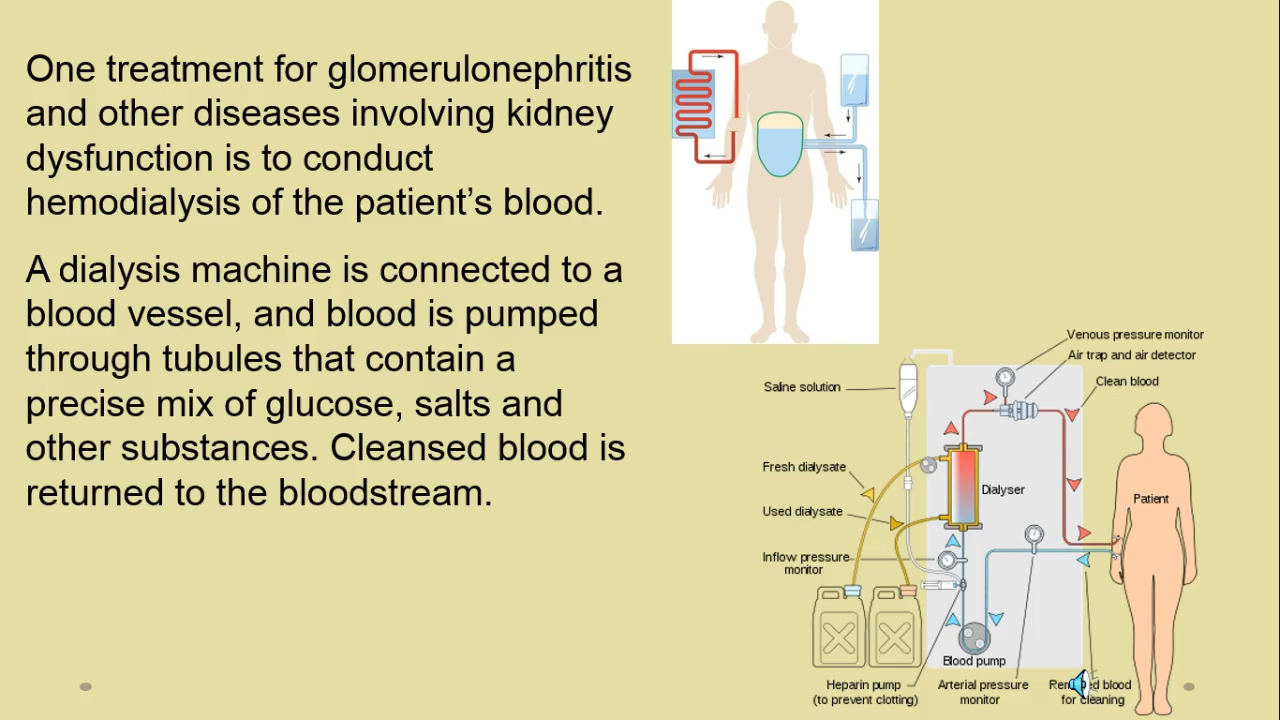 One treatment for glomerulonephritis
and other diseases involving kidney
dysfunction is to conduct
hemodialysis of the patient’s blood.
A dialysis machine is connected to a
blood vessel, and blood is pumped
through tubules that contain a
precise mix of glucose, salts and
other substances. Cleansed blood is
returned to the bloodstream.
Venous pressure monitor
Air trap and air detector
Clean blood
Saline solution
Fresh dialysate
Dialyser
Patient
Used dialysate
Inflow pressure
monitor
Blood pump
Heparin pump
(to prevent clotting)
Arterial pressure
monitor
blood
for cleaning